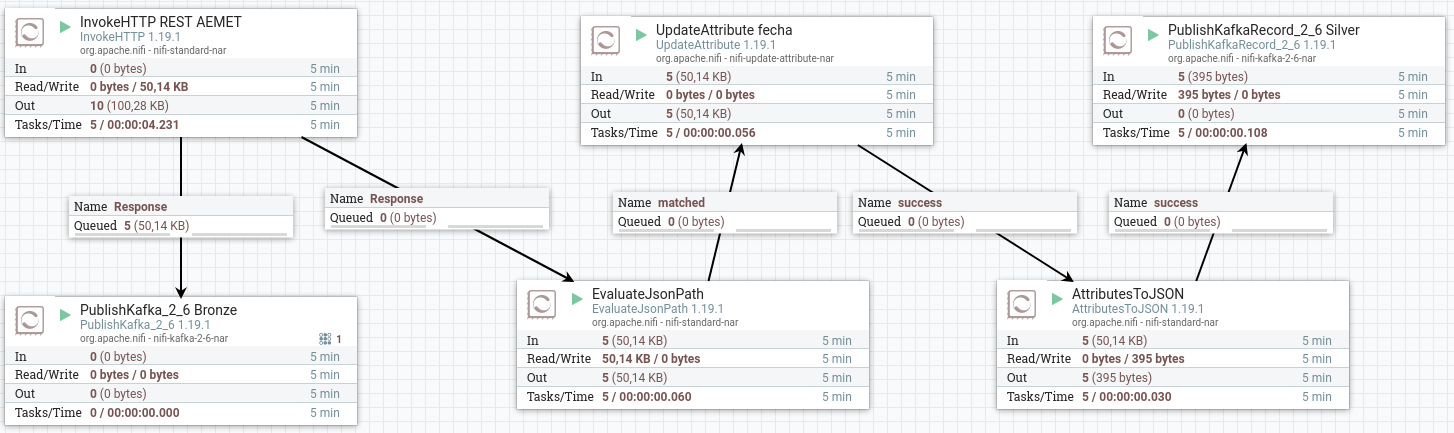 InvokeHTTP REST AEMET
InvokeHTTP 1.19.1
org.apache.nifi - nifi-standard-nar
In 0 (0 bytes) 5 min
Read/Write 0 bytes / 50,14 KB 5 min
Out 10 (100,28 KB) 5 min
Tasks/Time 5 / 00:00:04.231 5 min
UpdateAttribute fecha
UpdateAttribute 1.19.1
org.apache.nifi - nifi-update-attribute-nar
In 5 (50,14 KB) 5 min
Read/Write 0 bytes / 0 bytes 5 min
Out 5 (50,14 KB) 5 min
Tasks/Time 5 / 00:00:00.056 5 min
PublishKafkaRecord_2_6 Silver
PublishKafkaRecord_2_6 1.19.1
org.apache.nifi - nifi-kafka-2-6-nar
In 5 (395 bytes) 5 min
Read/Write 395 bytes / 0 bytes 5 min
Out 0 (0 bytes) 5 min
Tasks/Time 5 / 00:00:00.108 5 min
Name Response
Queued 5 (50,14 KB)
Name Response
Queued 0 (0 bytes)
Name matched
Queued 0 (0 bytes)
Name success
Queued 0 (0 bytes)
Name success
Queued 0 (0 bytes)
PublishKafka_2_6 Bronze
PublishKafka_2_6 1.19.1
org.apache.nifi - nifi-kafka-2-6-nar
1
In 0 (0 bytes) 5 min
Read/Write 0 bytes / 0 bytes 5 min
Out 0 (0 bytes) 5 min
Tasks/Time 0 / 00:00:00.000 5 min
EvaluateJsonPath
EvaluateJsonPath 1.19.1
org.apache.nifi - nifi-standard-nar
In 5 (50,14 KB) 5 min
Read/Write 50,14 KB / 0 bytes 5 min
Out 5 (50,14 KB) 5 min
Tasks/Time 5 / 00:00:00.060 5 min
AttributesToJSON
AttributesToJSON 1.19.1
org.apache.nifi - nifi-standard-nar
In 5 (50,14 KB) 5 min
Read/Write 0 bytes / 395 bytes 5 min
Out 5 (395 bytes) 5 min
Tasks/Time 5 / 00:00:00.030 5 min